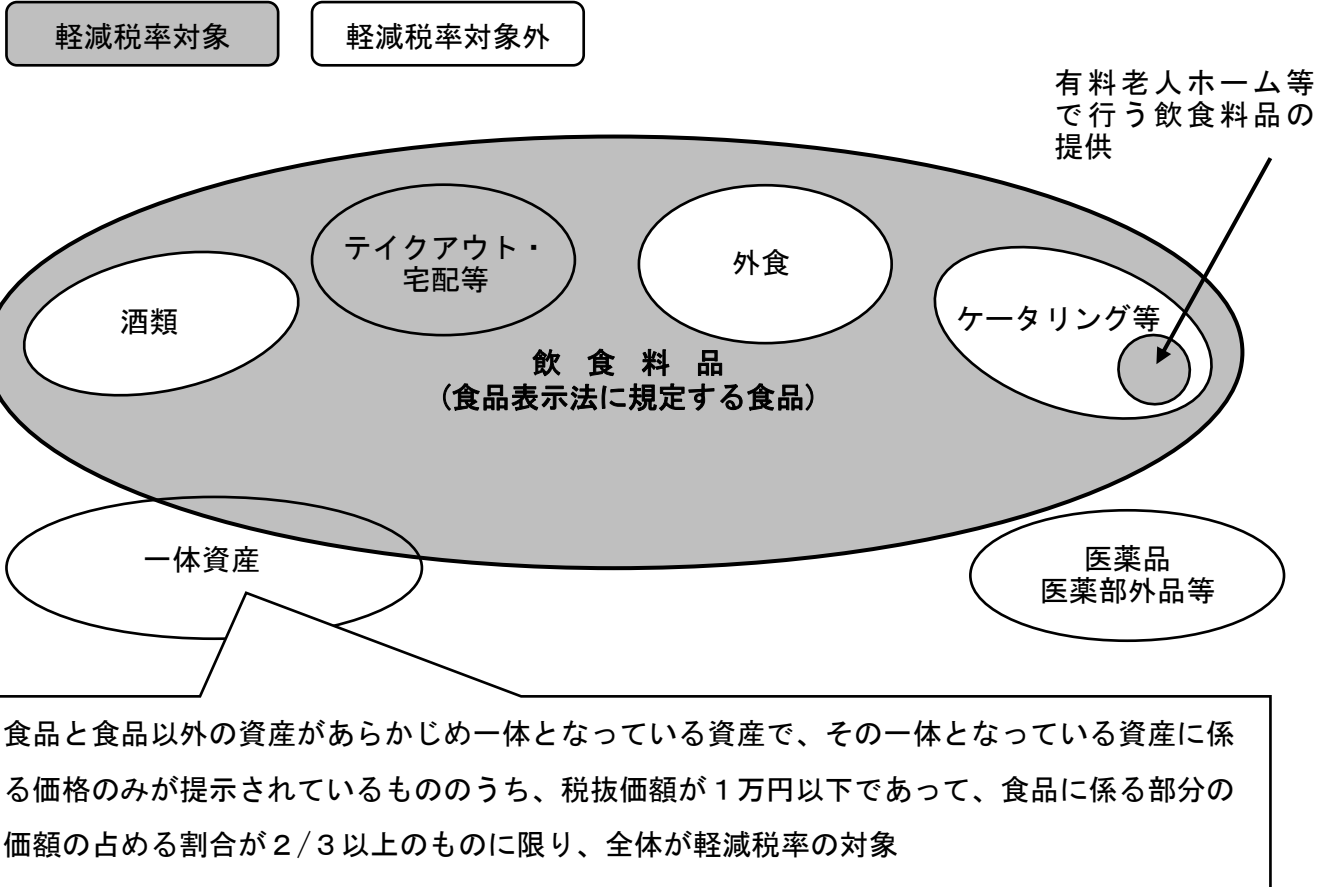 軽減税率対象
軽減税率対象外
有料老人ホーム等
で行う飲食料品の
提供
テイクアウト・
宅配等
外食
酒類
ケータリング等
飲食料品
(食品表示法に規定する食品)
一体資産
医薬品
医薬部外品等
食品と食品以外の資産があらかじめ一体となっている資産で、その一体となっている資産に係
る価格のみが提示されているもののうち、税抜価額が1万円以下であって、食品に係る部分の
価額の占める割合が2/3以上のものに限り、全体が軽減税率の対象